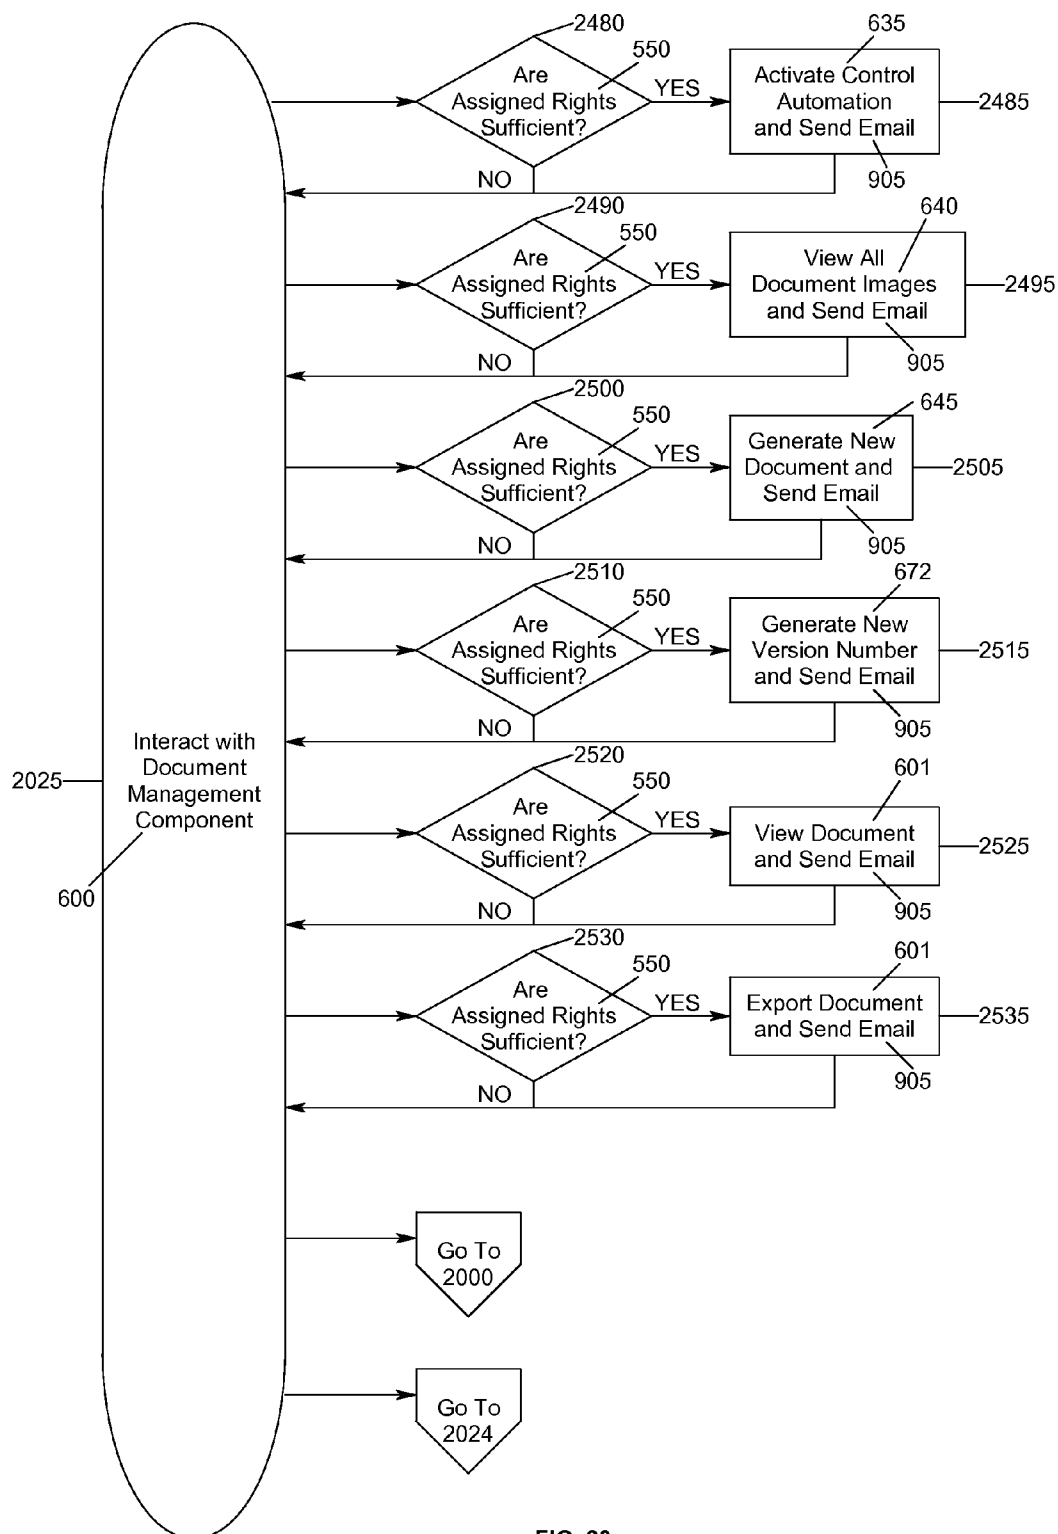 2480
550
635
Are
Assigned Rights
Sufficient?
YES
Activate Control
Automation
and Send Email
2485
NO
905
2490
550
640
Are
Assigned Rights
Sufficient?
YES
View All
Document Images
and Send Email
2495
NO
905
2500
550
645
Are
Assigned Rights
Sufficient?
YES
Generate New
Document and
Send Email
2505
NO
905
2510
550
672
Are
Assigned Rights
Sufficient?
YES
Generate New
Version Number
and Send Email
2515
NO
905
Interact with
Document
Management
Component
2025
600
2520
550
601
Are
Assigned Rights
Sufficient?
YES
View Document
and Send Email
2525
NO
905
2530
550
601
Are
Assigned Rights
Sufficient?
YES
Export Document
and Send Email
2535
NO
905
Go To
2000
Go To
2024